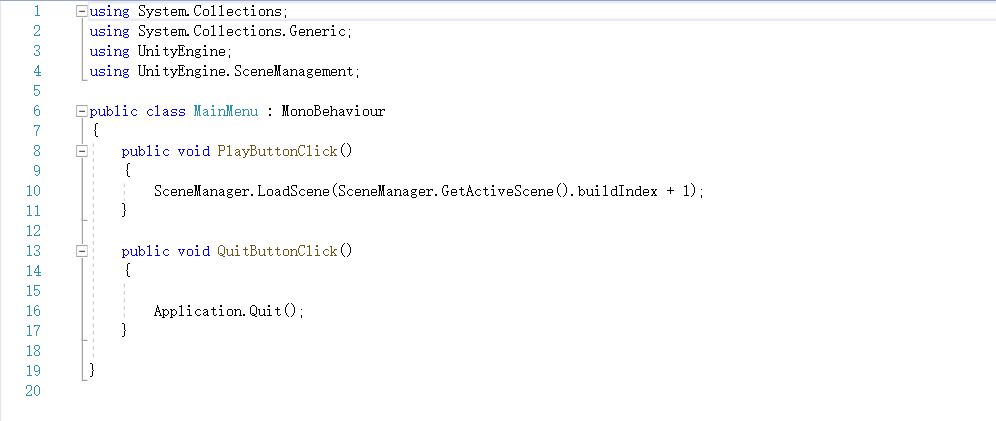 1 using System.Collections;
2 using System.Collections.Generic;
3 using UnityEngine;
4 using UnityEngine.SceneManagement;
5
6 public class MainMenu : MonoBehaviour
7 {
8     public void PlayButtonClick()
9     {
10         SceneManager.LoadScene(SceneManager.GetActiveScene().buildIndex + 1);
11     }
12
13     public void QuitButtonClick()
14     {
15
16         Application.Quit();
17     }
18
19 }
20